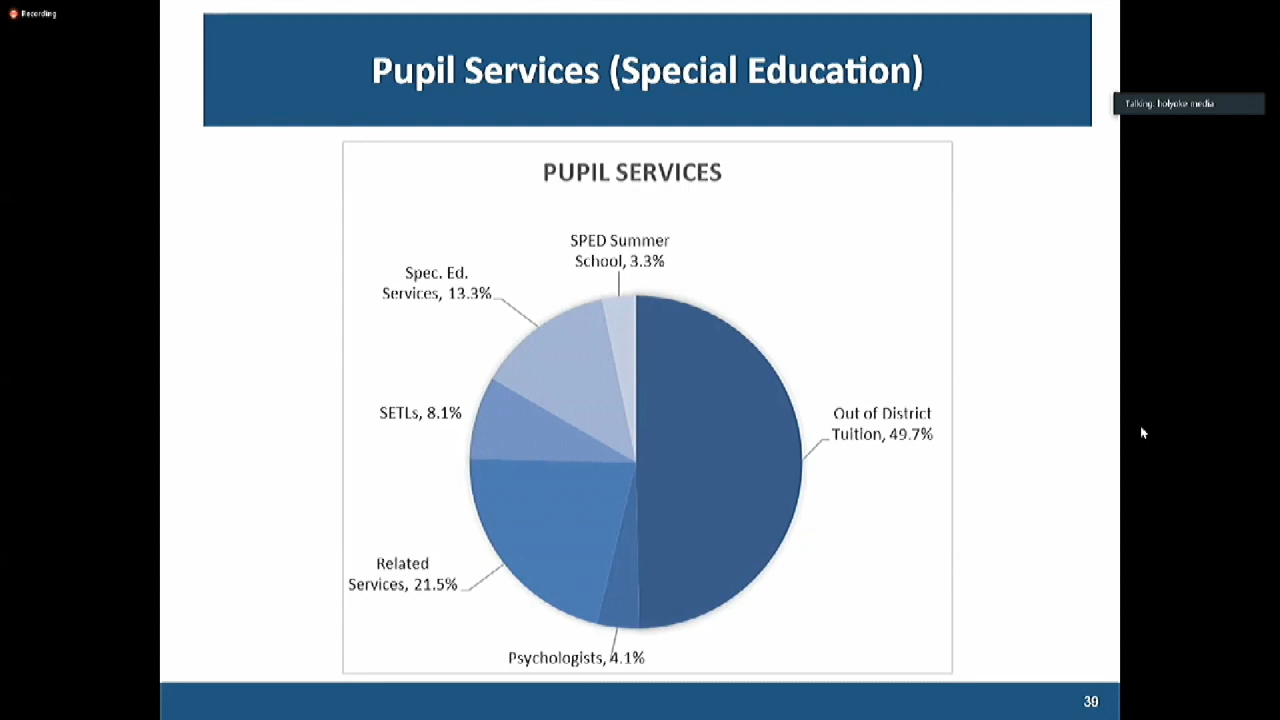 Recording
Pupil Services (Special Education)
Talking: holyoke media
PUPIL SERVICES
SPED Summer
School, 3.3%
Spec. Ed.
Services, 13.3%
SETLs, 8.1%
Out of District
Tuition, 49.7%
Related
Services, 21.5%
Psychologists, 4.1%
39